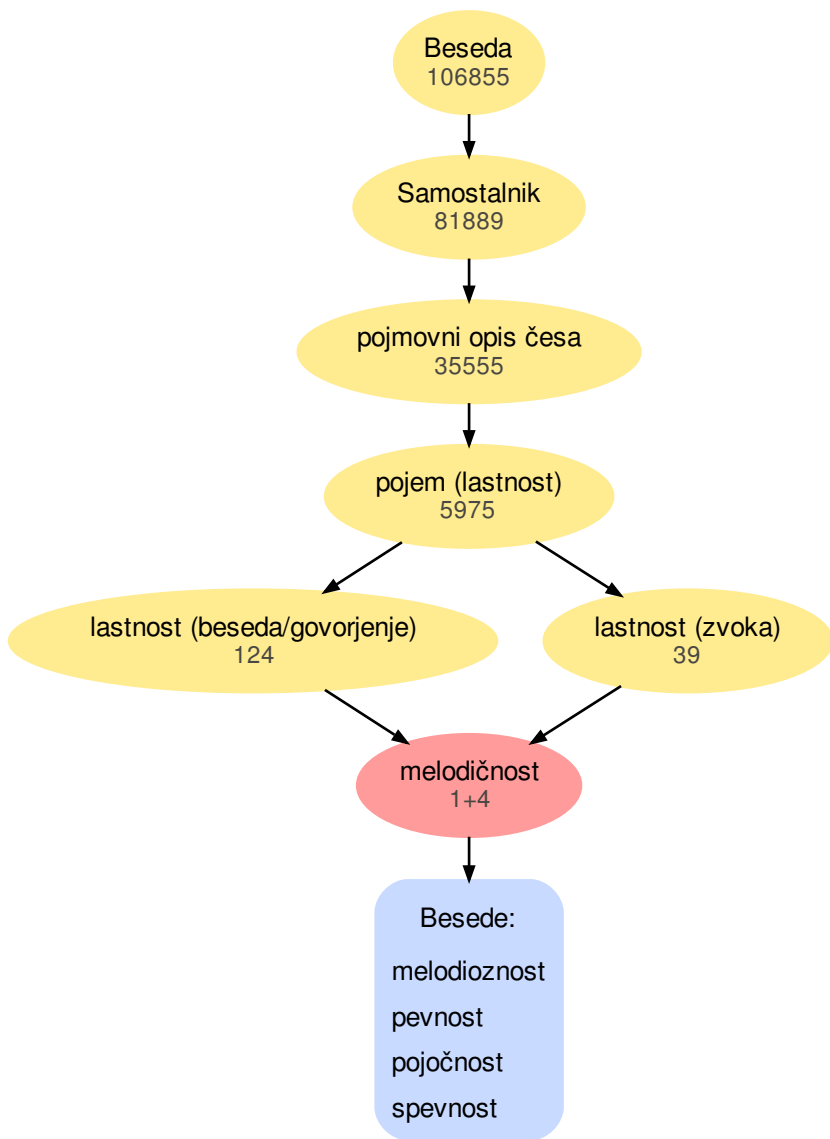 Beseda
106855
Samostalnik
81889
pojmovni opis česa
35555
pojem (lastnost)
5975
lastnost (beseda/govorjenje)
124
lastnost (zvoka)
39
melodičnost
1+4
Besede:
melodioznost
pevnost
pojočnost
spevnost